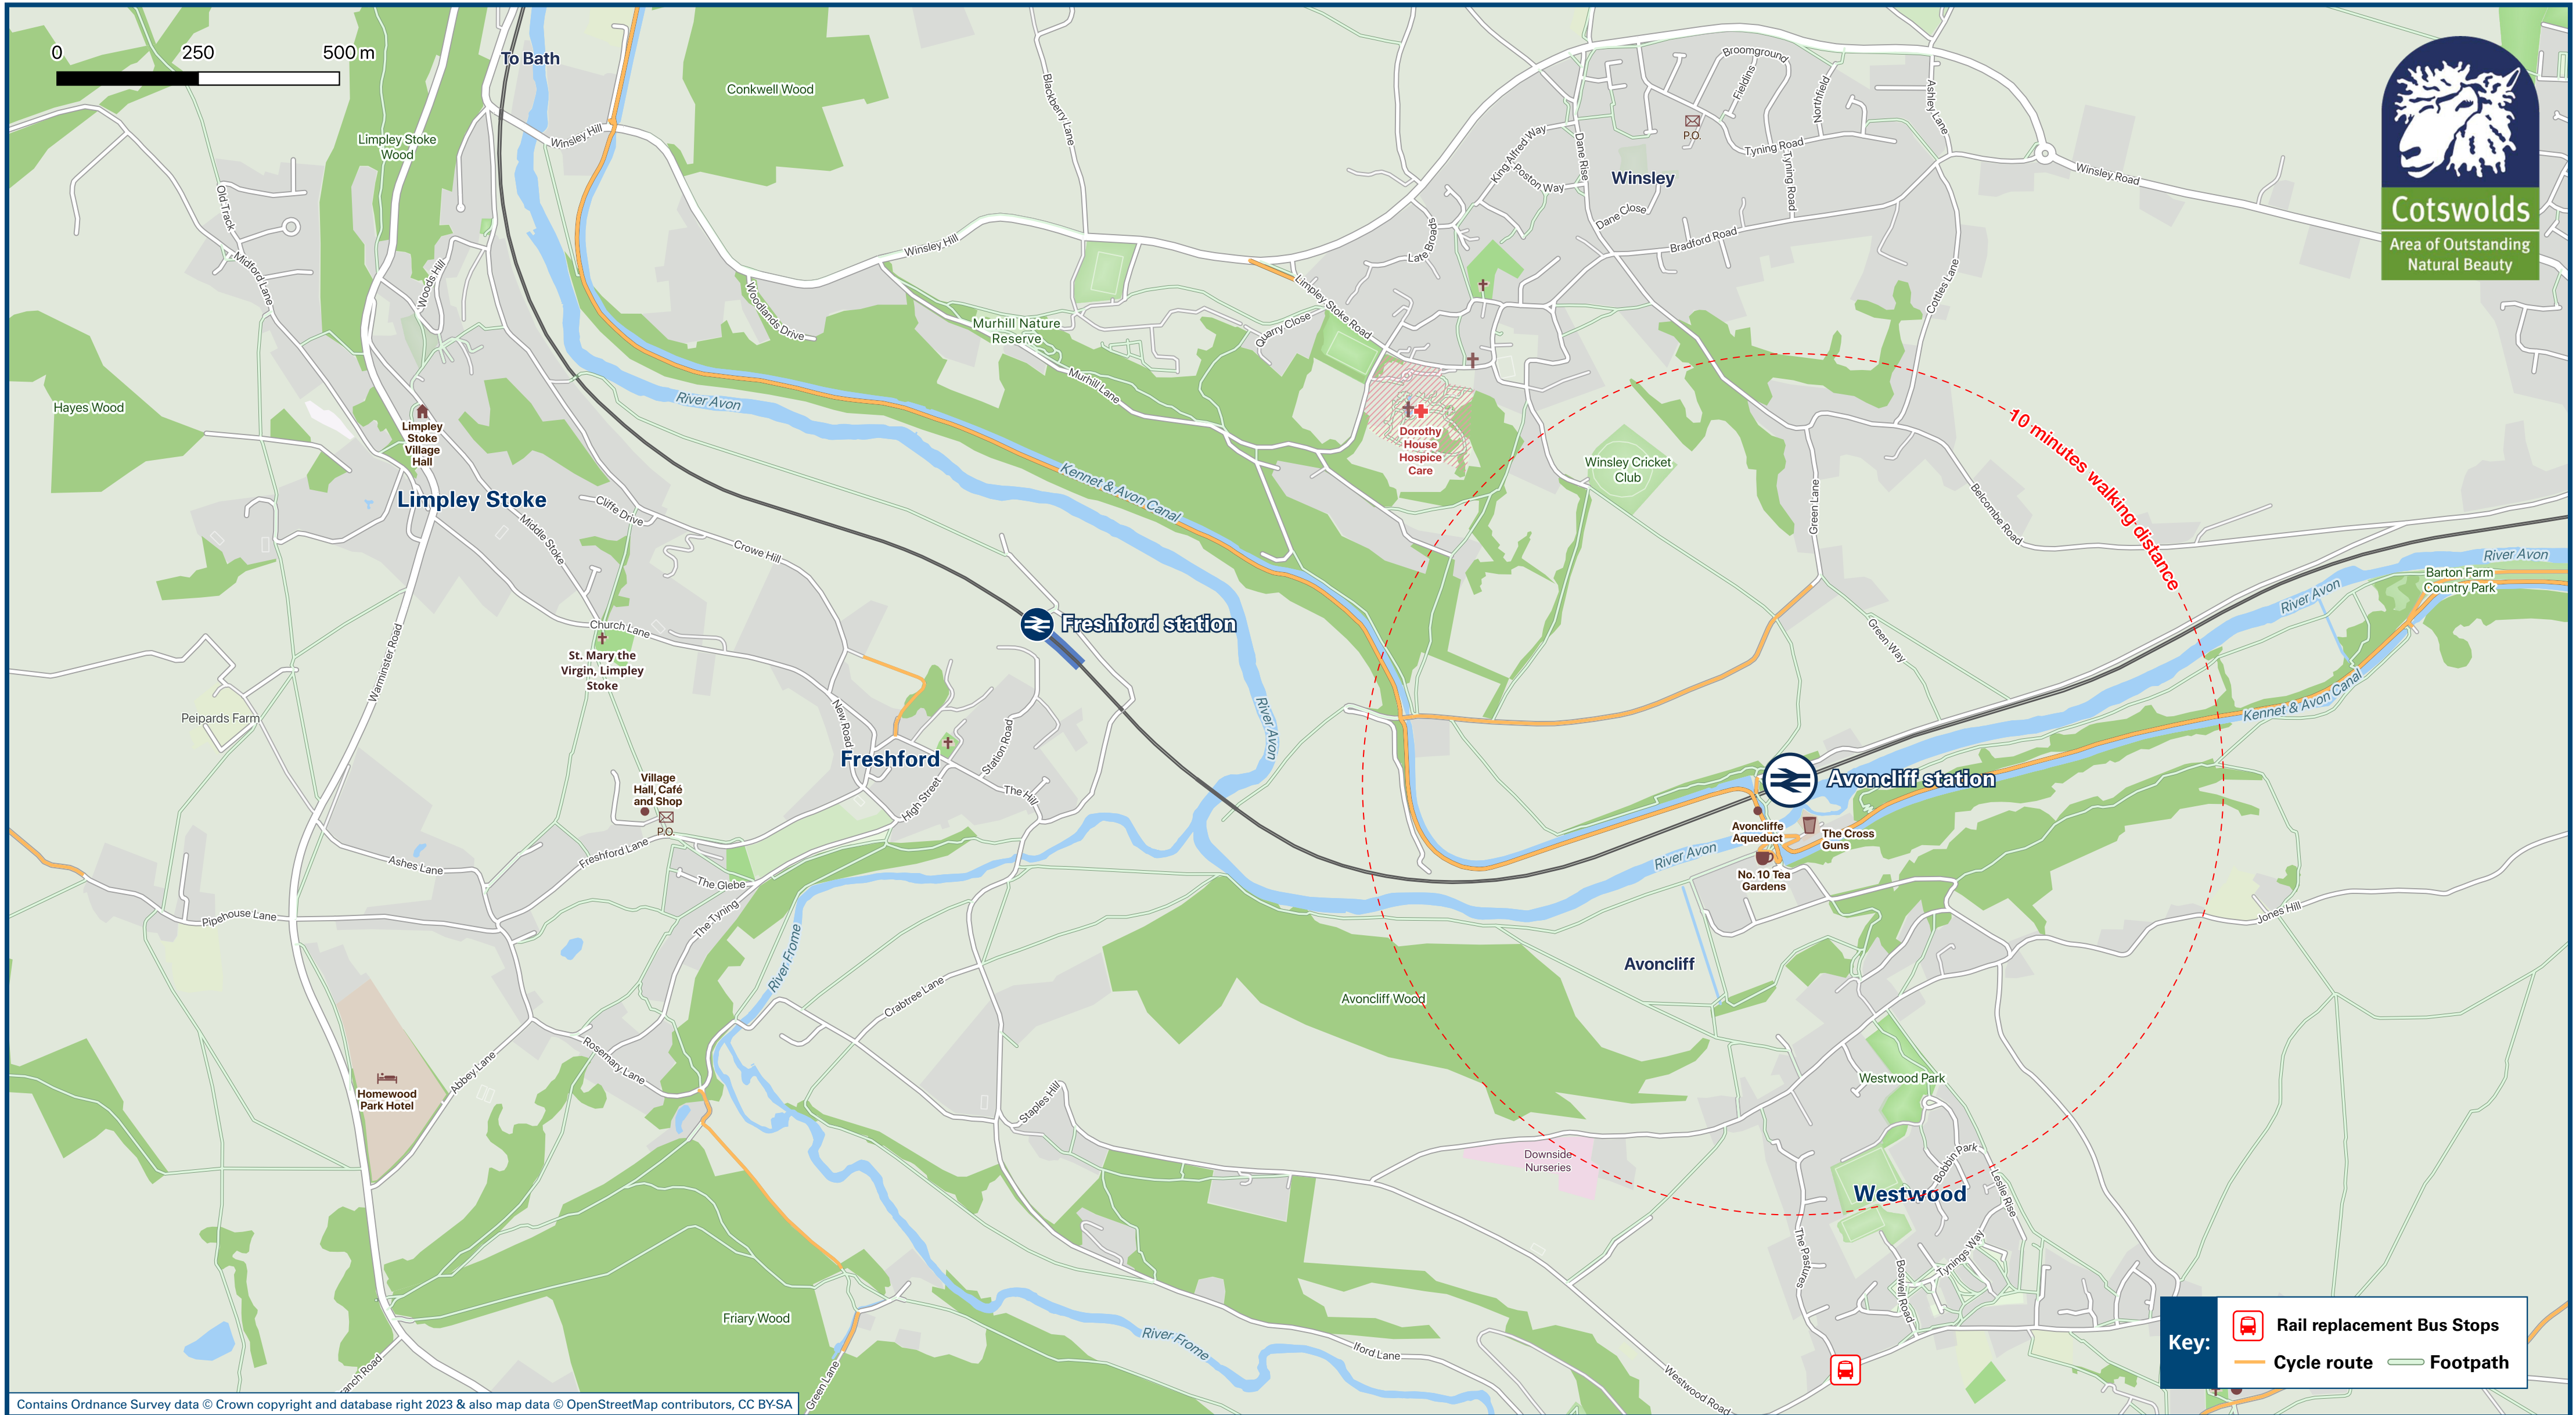 0 250 500 m
To Bath
Conkwell Wood
Blackberry Lane
Broomground
Fieldins
Northfield
Ashley Lane
P.O.
Limpley Stoke
Wood
Winsley Hill
King Alfred Way
Dane Rise
Tyning Road
Tyning Road
Poston Way
Winsley
Winsley Road
Cotswolds
Area of Outstanding
Natural Beauty
Old Track
Midford Lane
Woods Hill
Winsley Hill
Late Broads
Dane Close
Bradford Road
Cottles Lane
Woodlands Drive
Murhill Nature
Reserve
Quarry Close
Limpley Stoke Road
Murhill Lane
Hayes Wood
River Avon
Limpley
Stoke
Village
Hall
Dorothy
House
Hospice
Care
Winsley Cricket
Club
10 minutes walking distance
Kennet & Avon Canal
Limpley Stoke
Cliffe Drive
Middle Stoke
Crowe Hill
Green Lane
Belcombe Road
River Avon
Barton Farm
Country Park
River Avon
Church Lane
Freshford station
Green Way
St. Mary the
Virgin, Limpley
Stoke
Warminster Road
Peipards Farm
New Road
Station Road
River Avon
Kennet & Avon Canal
Freshford
High Street
The Hill
Avoncliff station
Village
Hall, Café
and Shop
P.O.
Avoncliffe
Aqueduct
The Cross
Guns
River Avon
No. 10 Tea
Gardens
Ashes Lane
Freshford Lane
The Glebe
The Tyning
Pipehouse Lane
Jones Hill
River Frome
Crabtree Lane
Avoncliff
Avoncliff Wood
Homewood
Park Hotel
Abbey Lane
Rosemary Lane
Staples Hill
Westwood Park
Downside
Nurseries
Bobbin Park
Leslie Rise
Westwood
The Pastures
Tynings Way
Boswell Road
Friary Wood
River Frome
Iford Lane
Westwood Road
Green Lane
anch Road
Key:
Rail replacement Bus Stops
Cycle route Footpath
Contains Ordnance Survey data © Crown copyright and database right 2023 & also map data © OpenStreetMap contributors, CC BY-SA